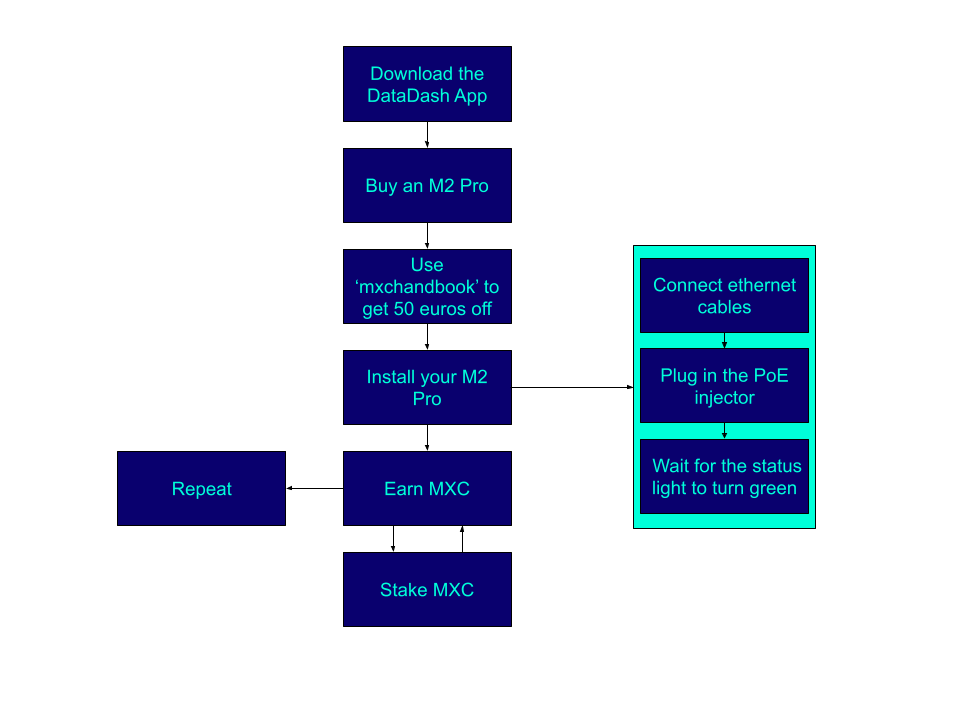 Download the
DataDash App
Buy an M2 Pro
Use
‘mxchandbook’ to
get 50 euros off
Install your M2
Pro
Connect ethernet
cables
Plug in the PoE
injector
Wait for the status
light to turn green
Repeat
Earn MXC
Stake MXC